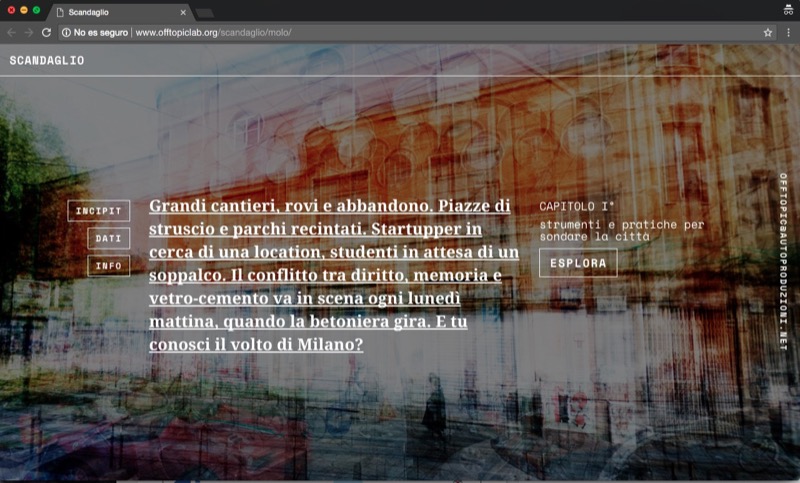 Scandaglio
No es seguro
www.offtopiclab.org/scandaglio/molo/
SCANDAGLIO
INCIPIT
DATI
INFO
Grandi cantieri, rovi e abbandono. Piazze di
struscio e parchi recintati. Startupper in
cerca di una location, studenti in attesa di un
soppalco. Il conflitto tra diritto, memoria e
vetro-cemento va in scena ogni lunedì
mattina, quando la betoniera gira. E tu
conosci il volto di Milano?
CAPITOLO I°
strumenti e pratiche per
sondare la città
ESPLORA
OFFTOPIC@AUTOPRODUZIONI.NET